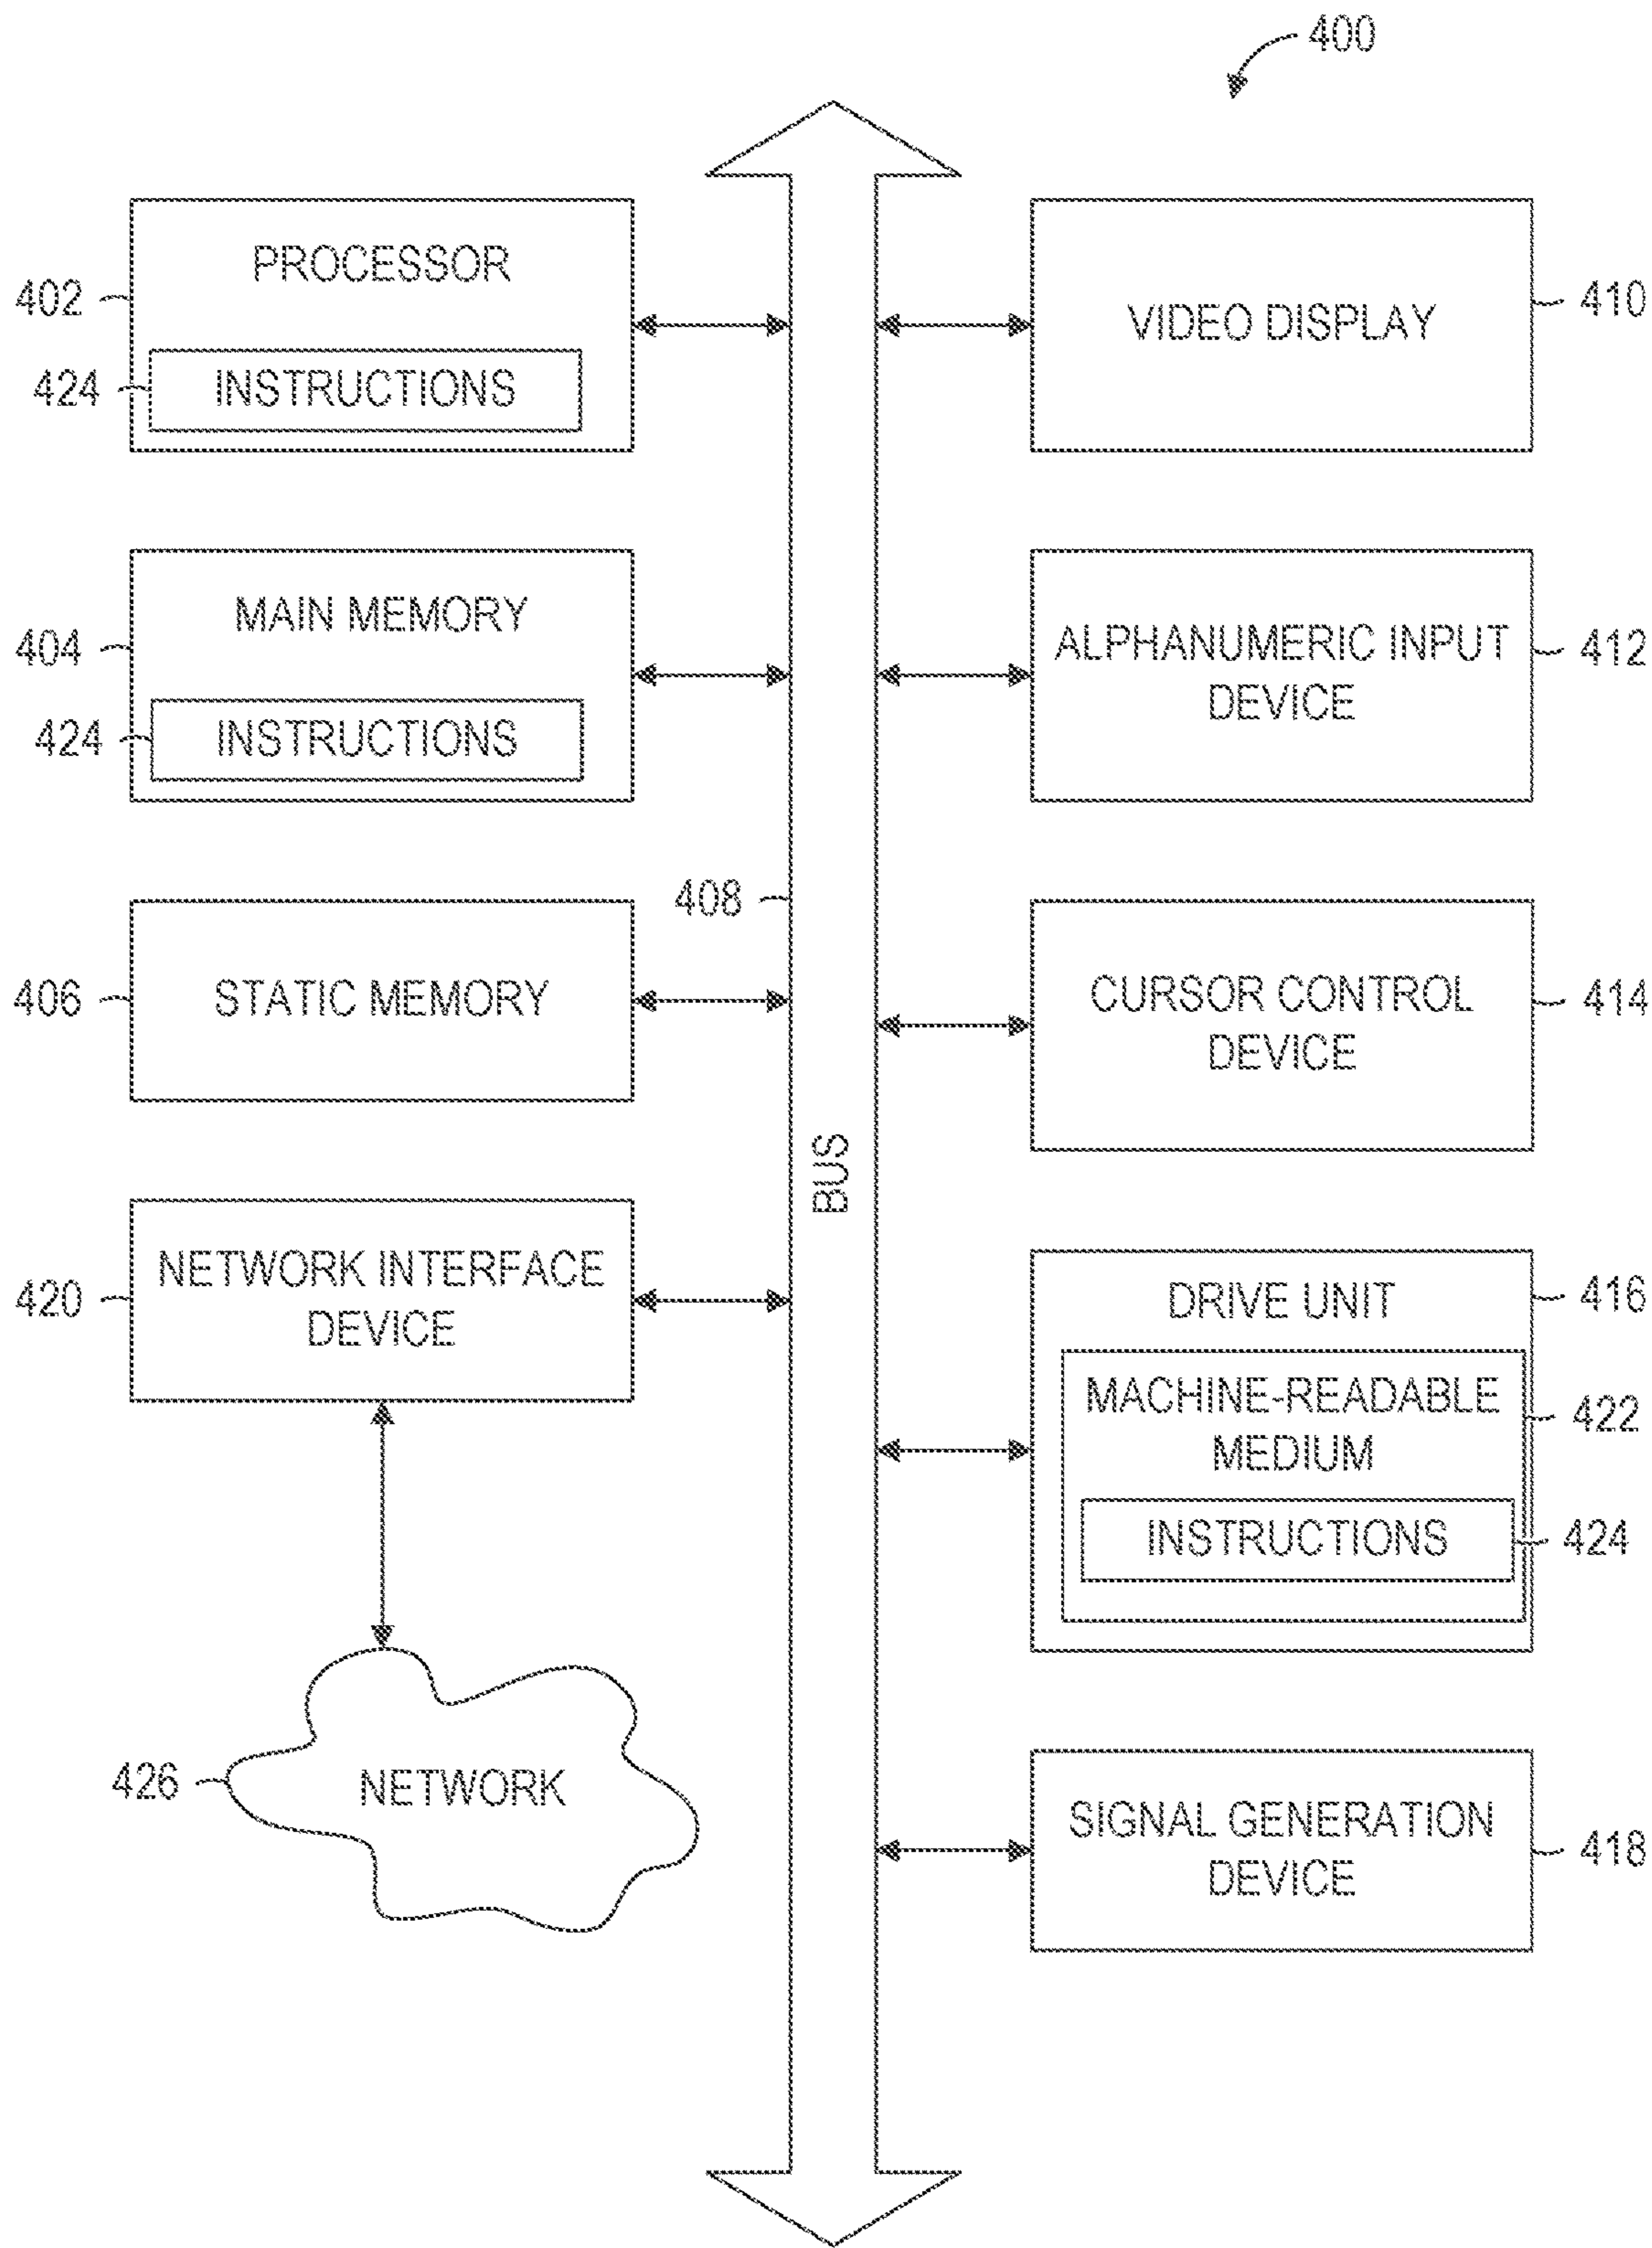 400
PROCESSOR
402
424
INSTRUCTIONS
VIDEO DISPLAY
410
MAIN MEMORY
404
424
INSTRUCTIONS
ALPHANUMERIC INPUT
DEVICE
412
408
STATIC MEMORY
406
CURSOR CONTROL
DEVICE
414
BUS
NETWORK INTERFACE
DEVICE
420
DRIVE UNIT
416
MACHINE-READABLE
MEDIUM
422
INSTRUCTIONS
424
426
NETWORK
SIGNAL GENERATION
DEVICE
418